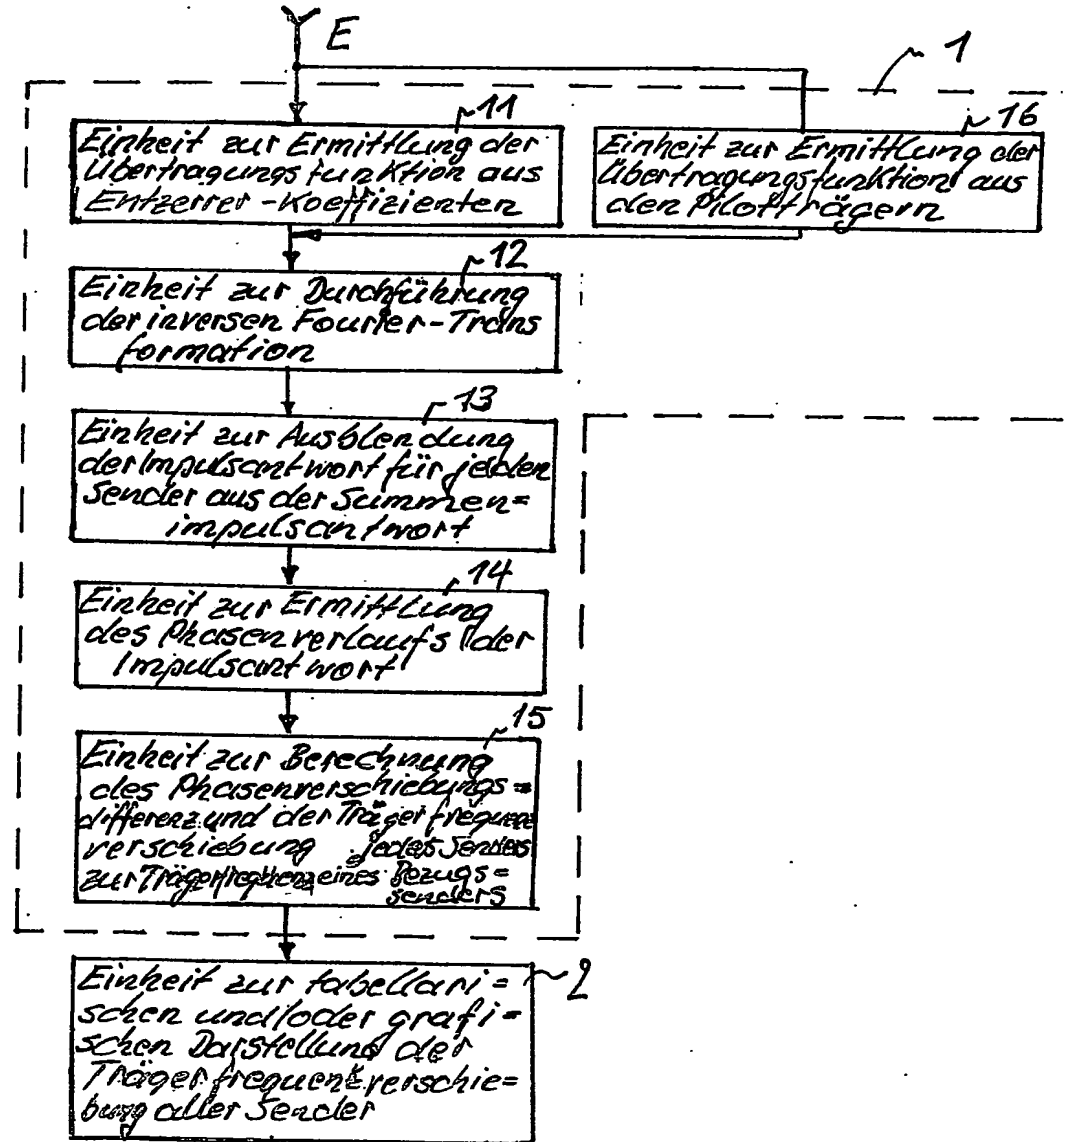 E
1
11
Einheit zur Ermittlung der
Übertragungsfunktion aus
Entzerrer-Koeffizienten
16
Einheit zur Ermittlung der
Übertragungsfunktion aus
den Pilotträgern
12
Einheit zur Durchführung
der inversen Fourier-Trans
formation
13
Einheit zur Ausblendung
der Impulsantwort für jeden
Sender aus der Summen=
impulsantwort
14
Einheit zur Ermittlung
des Phasenverlaufs der
Impulsantwort
15
Einheit zur Berechnung
des Phasenverschiebungs=
differenz und der Trägerfrequenz
verschiebung jedes Senders
zur Trägerfrequenz eines Bezugs=
senders
2
Einheit zur tabellari=
schen und/oder grafi=
schen Darstellung der
Trägerfrequenzverschie=
bung aller Sender